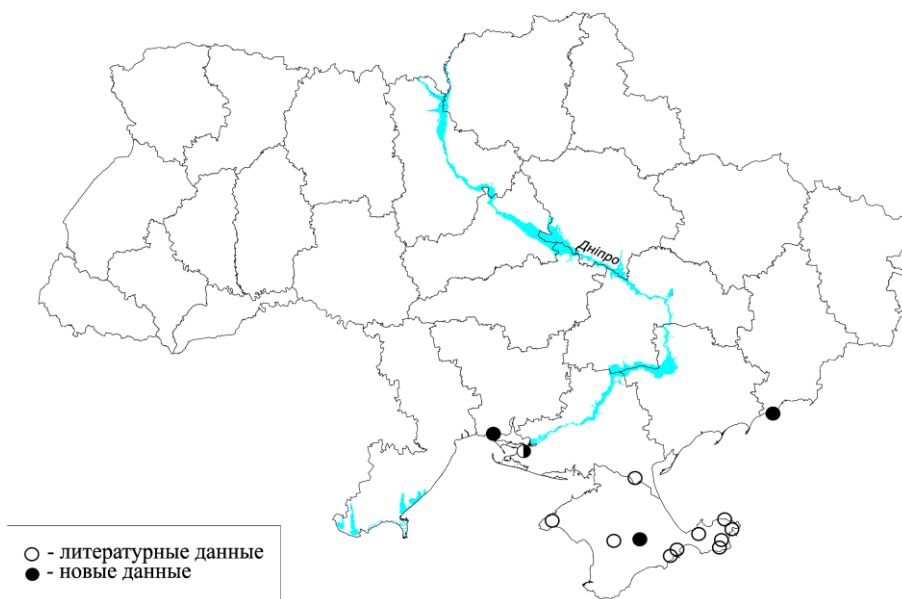 Дніпро
○ - литературные данные
● - новые данные